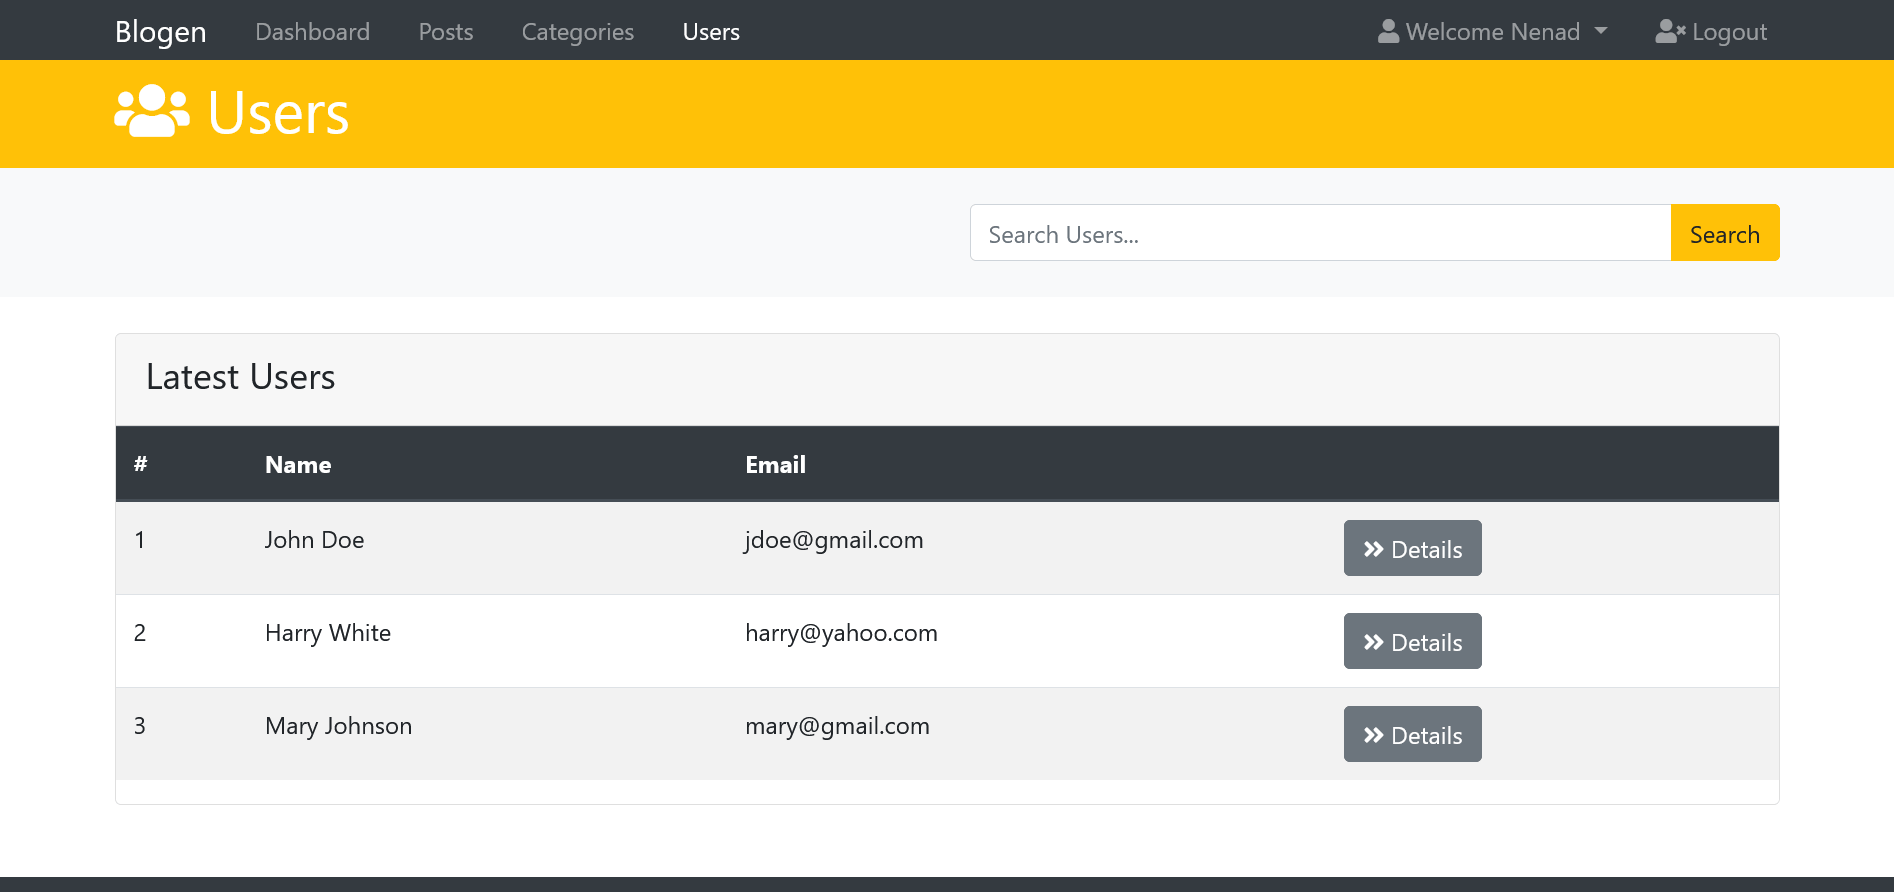 Blogen Dashboard Posts Categories Users Welcome Nenad Logout
Users
Search Users... Search
Latest Users
# Name Email
1 John Doe jdoe@gmail.com Details
2 Harry White harry@yahoo.com Details
3 Mary Johnson mary@gmail.com Details